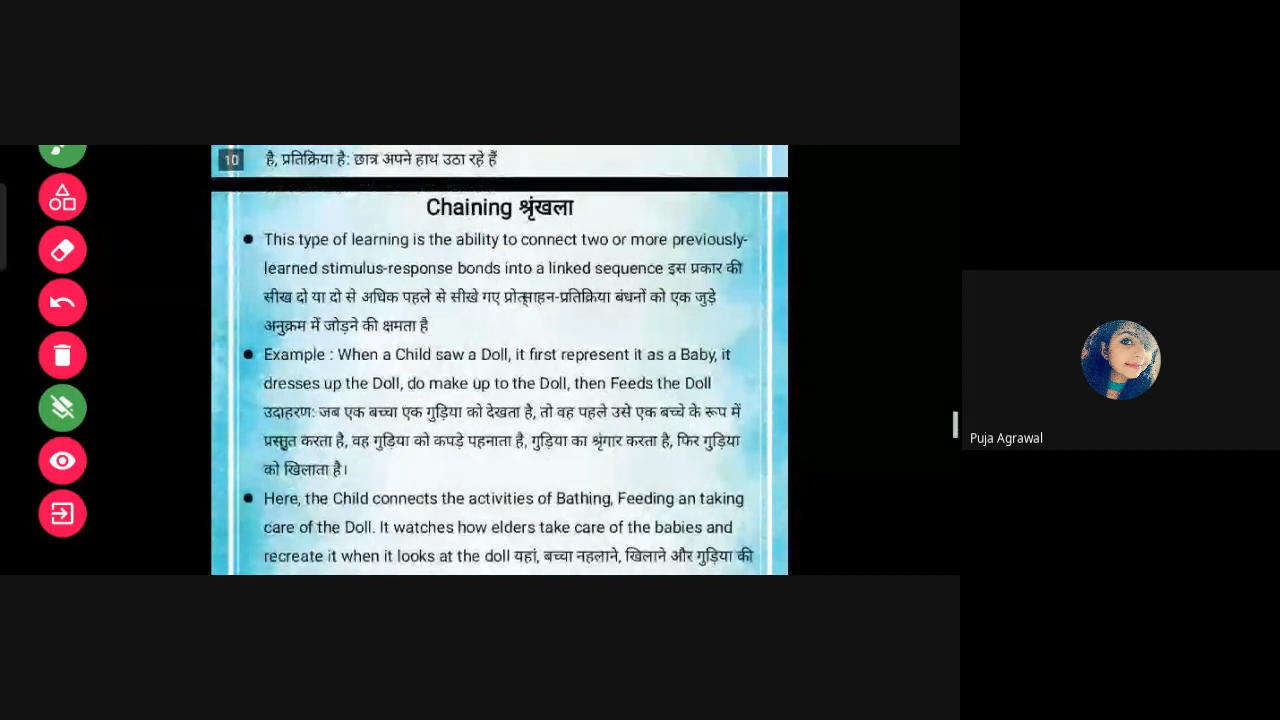 10 है, प्रतिक्रिया है: छात्र अपने हाथ उठा रहे हैं
Chaining श्रृंखला
● This type of learning is the ability to connect two or more previously-
learned stimulus-response bonds into a linked sequence इस प्रकार की
सीख दो या दो से अधिक पहले से सीखे गए प्रोत्साहन-प्रतिक्रिया बंधनों को एक जुड़े
अनुक्रम में जोड़ने की क्षमता है
● Example : When a Child saw a Doll, it first represent it as a Baby, it
dresses up the Doll, do make up to the Doll, then Feeds the Doll
उदाहरण: जब एक बच्चा एक गुड़िया को देखता है, तो वह पहले उसे एक बच्चे के रूप में
प्रस्तुत करता है, वह गुड़िया को कपड़े पहनाता है, गुड़िया का श्रृंगार करता है, फिर गुड़िया
को खिलाता है।
● Here, the Child connects the activities of Bathing, Feeding an taking
care of the Doll. It watches how elders take care of the babies and
recreate it when it looks at the doll यहां, बच्चा नहलाने, खिलाने और गुड़िया की
Puja Agrawal